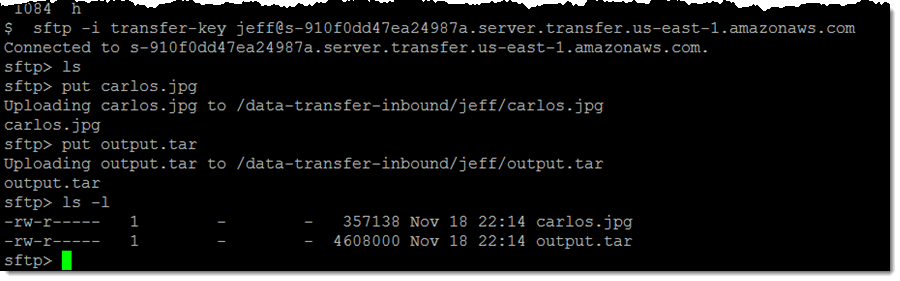 1084  h
$  sftp -i transfer-key jeff@s-910f0dd47ea24987a.server.transfer.us-east-1.amazonaws.com
Connected to s-910f0dd47ea24987a.server.transfer.us-east-1.amazonaws.com.
sftp> ls
sftp> put carlos.jpg
Uploading carlos.jpg to /data-transfer-inbound/jeff/carlos.jpg
carlos.jpg
sftp> put output.tar
Uploading output.tar to /data-transfer-inbound/jeff/output.tar
output.tar
sftp> ls -l
-rw-r-----   1        -        -   357138 Nov 18 22:14 carlos.jpg
-rw-r-----   1        -        -  4608000 Nov 18 22:14 output.tar
sftp>